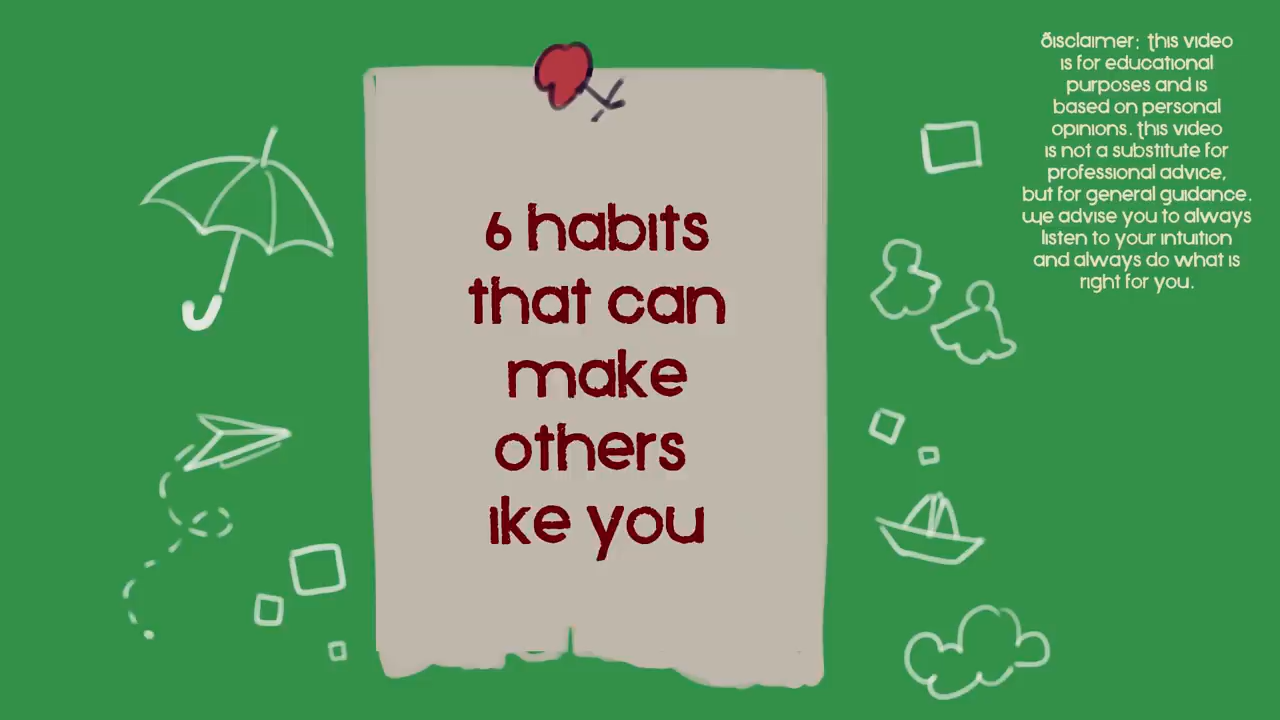 6 habits
that can
make
others
ike you
disclaimer: this video
is for educational
purposes and is
based on personal
opinions. this video
is not a substitute for
professional advice,
but for general guidance.
we advise you to always
listen to your intuition
and always do what is
right for you.